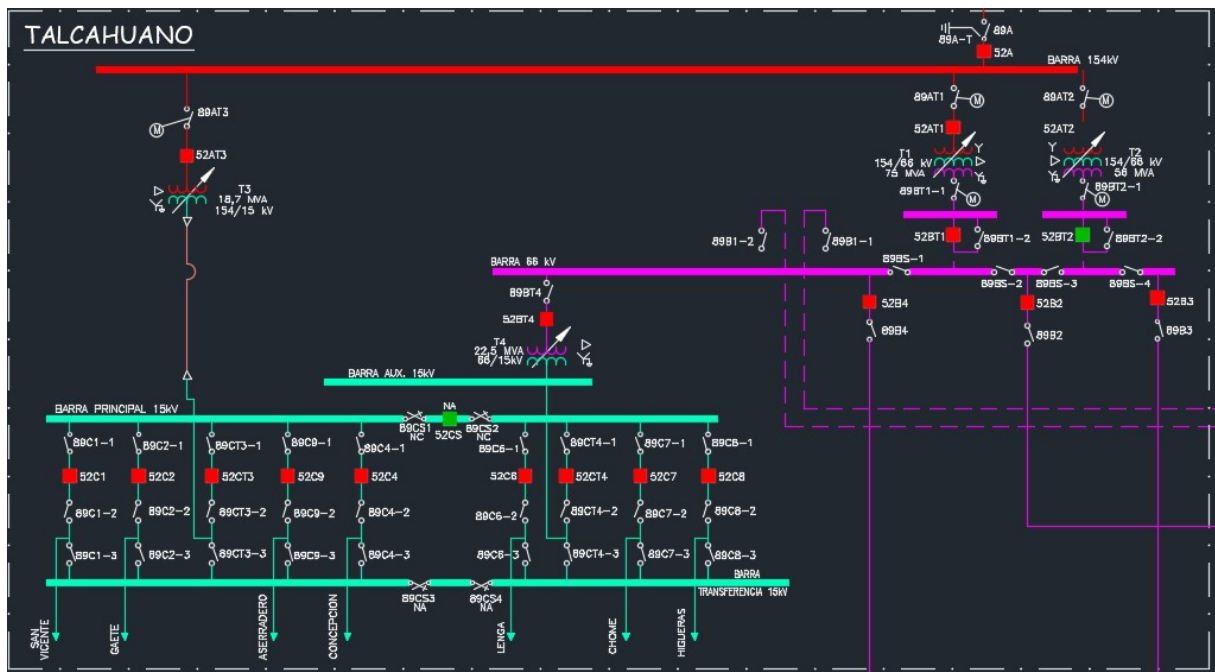 TALCAHUANO
89A
89A-T
52A
BARRA 154kV
89AT3
M
52AT3
T3
18,7 MVA
154/15 kV
89AT1
M
52AT1
T1
154/66 kV
75 MVA
Y
89AT2
M
52AT2
Y
T2
154/66 kV
56 MVA
89BT1-1
M
89BT2-1
M
52BT1
89BT1-2
52BT2
89BT2-2
89B1-2
89B1-1
BARRA 66 kV
89BS-1
89BS-2
89BS-3
89BS-4
89BT4
52BT4
T4
22,5 MVA
66/15kV
52B4
89B4
52B2
89B2
52B3
89B3
BARRA AUX. 15kV
BARRA PRINCIPAL 15kV
89CS1
NC
NA
52CS
89CS2
NC
89C1-1
89C2-1
89CT3-1
89C9-1
89C4-1
89C6-1
89CT4-1
89C7-1
89C8-1
52C1
52C2
52CT3
52C9
52C4
52C6
52CT4
52C7
52C8
89C1-2
89C2-2
89CT3-2
89C9-2
89C4-2
89C6-2
89CT4-2
89C7-2
89C8-2
89C1-3
89C2-3
89CT3-3
89C9-3
89C4-3
89C6-3
89CT4-3
89C7-3
89C8-3
BARRA
TRANSFERENCIA 15kV
89CS3
NA
89CS4
NA
SAN
VICENTE
GAETE
ASERRADERO
CONCEPCION
LENGA
CHOME
HIGUERAS